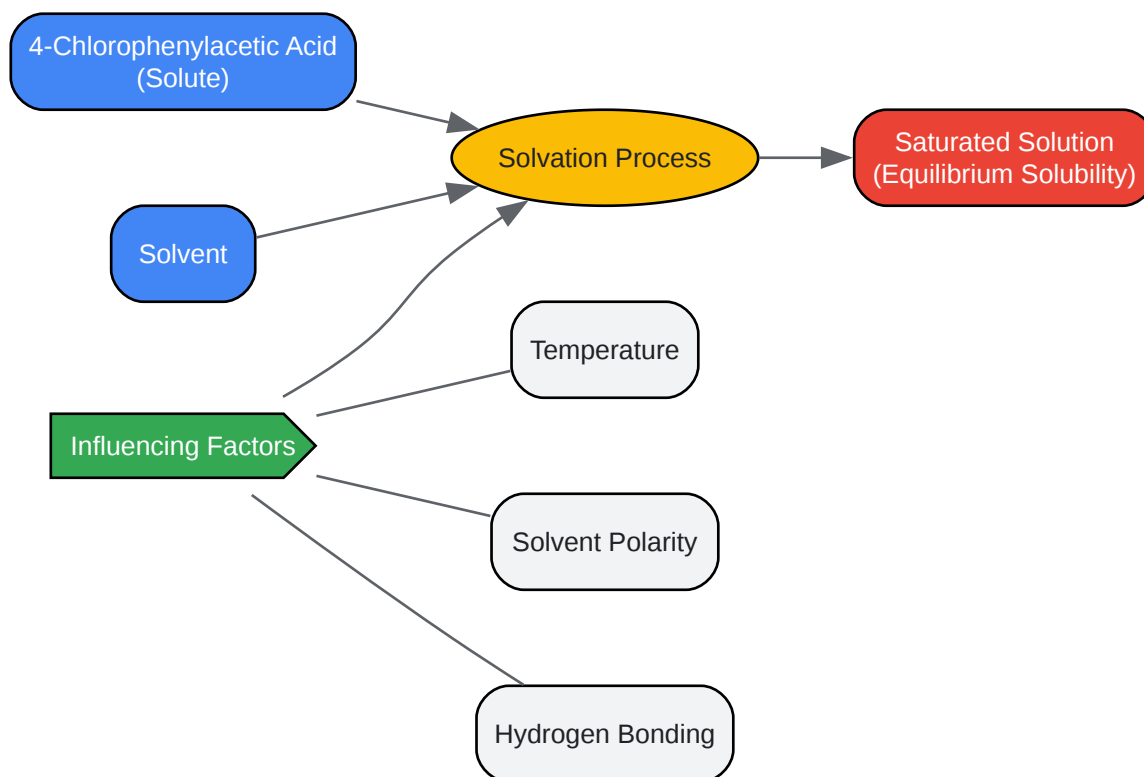 4-Chlorophenylacetic Acid
(Solute)
Solvation Process
Saturated Solution
(Equilibrium Solubility)
Solvent
Temperature
Influencing Factors
Solvent Polarity
Hydrogen Bonding